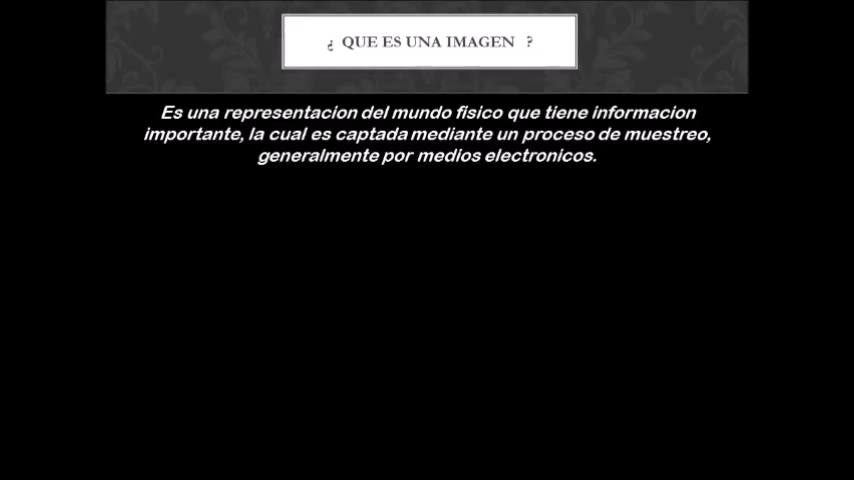 ¿ QUE ES UNA IMAGEN ?
Es una representacion del mundo fisico que tiene informacion
importante, la cual es captada mediante un proceso de muestreo,
generalmente por medios electronicos.